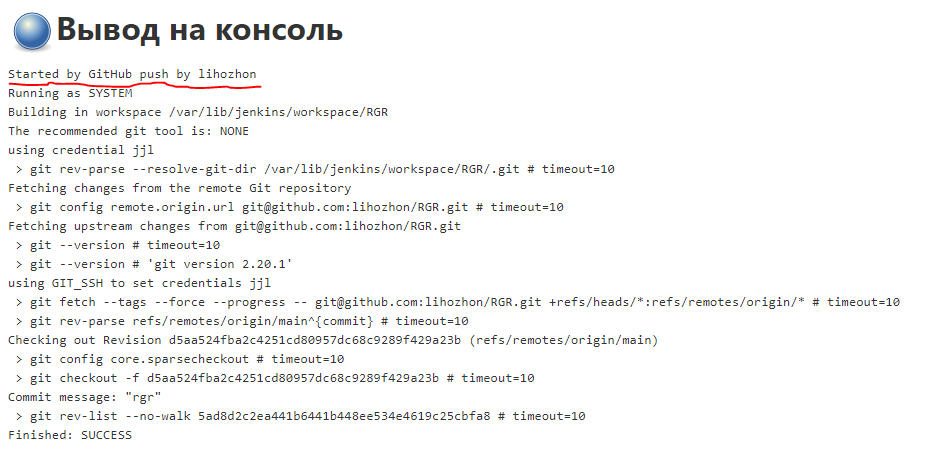 Вывод на консоль
Started by GitHub push by lihozhon
Running as SYSTEM
Building in workspace /var/lib/jenkins/workspace/RGR
The recommended git tool is: NONE
using credential jjl
 > git rev-parse --resolve-git-dir /var/lib/jenkins/workspace/RGR/.git # timeout=10
Fetching changes from the remote Git repository
 > git config remote.origin.url git@github.com:lihozhon/RGR.git # timeout=10
Fetching upstream changes from git@github.com:lihozhon/RGR.git
 > git --version # timeout=10
 > git --version # 'git version 2.20.1'
using GIT_SSH to set credentials jjl
 > git fetch --tags --force --progress -- git@github.com:lihozhon/RGR.git +refs/heads/*:refs/remotes/origin/* # timeout=10
 > git rev-parse refs/remotes/origin/main^{commit} # timeout=10
Checking out Revision d5aa524fba2c4251cd80957dc68c9289f429a23b (refs/remotes/origin/main)
 > git config core.sparsecheckout # timeout=10
 > git checkout -f d5aa524fba2c4251cd80957dc68c9289f429a23b # timeout=10
Commit message: "rgr"
 > git rev-list --no-walk 5ad8d2c2ea441b6441b448ee534e4619c25cbfa8 # timeout=10
Finished: SUCCESS